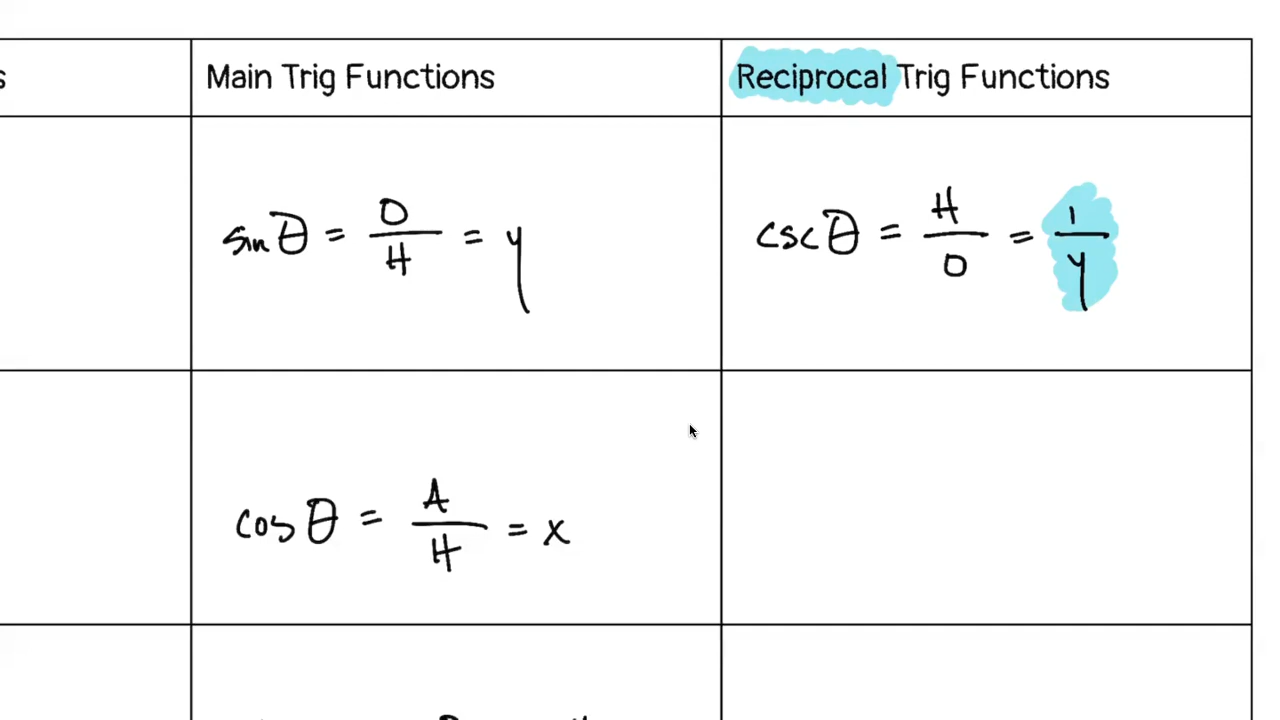 s
Main Trig Functions
Reciprocal Trig Functions
sin θ = O/H = y
csc θ = H/O = 1/y
cos θ = A/H = x